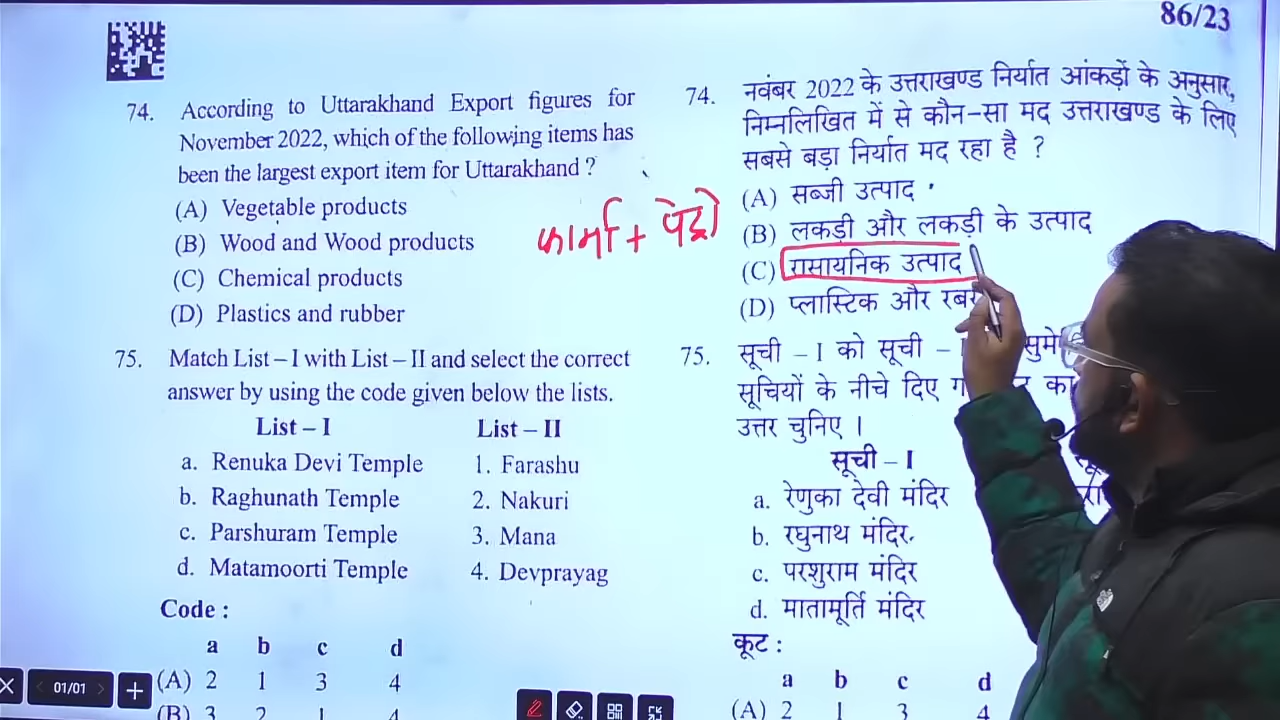 86/23
74. According to Uttarakhand Export figures for
November 2022, which of the following items has
been the largest export item for Uttarakhand ?
(A) Vegetable products
(B) Wood and Wood products
(C) Chemical products
(D) Plastics and rubber
75. Match List – I with List – II and select the correct
answer by using the code given below the lists.
List – I List – II
a. Renuka Devi Temple 1. Farashu
b. Raghunath Temple 2. Nakuri
c. Parshuram Temple 3. Mana
d. Matamoorti Temple 4. Devprayag
Code :
a b c d
(A) 2 1 3 4
(B) 3 2 1 4
फार्मा + पेट्रो
74. नवंबर 2022 के उत्तराखण्ड निर्यात आंकड़ों के अनुसार,
निम्नलिखित में से कौन-सा मद उत्तराखण्ड के लिए
सबसे बड़ा निर्यात मद रहा है ?
(A) सब्जी उत्पाद
(B) लकड़ी और लकड़ी के उत्पाद
(C) रासायनिक उत्पाद
(D) प्लास्टिक और
75. सूची – I को सूची –
सूचियों के नीचे दिए
उत्तर चुनिए ।
सूची – I
a. रेणुका देवी मंदिर
b. रघुनाथ मंदिर
c. परशुराम मंदिर
d. मातामूर्ति मंदिर
कूट :
a b c d
(A) 2 1 3 4
01/01